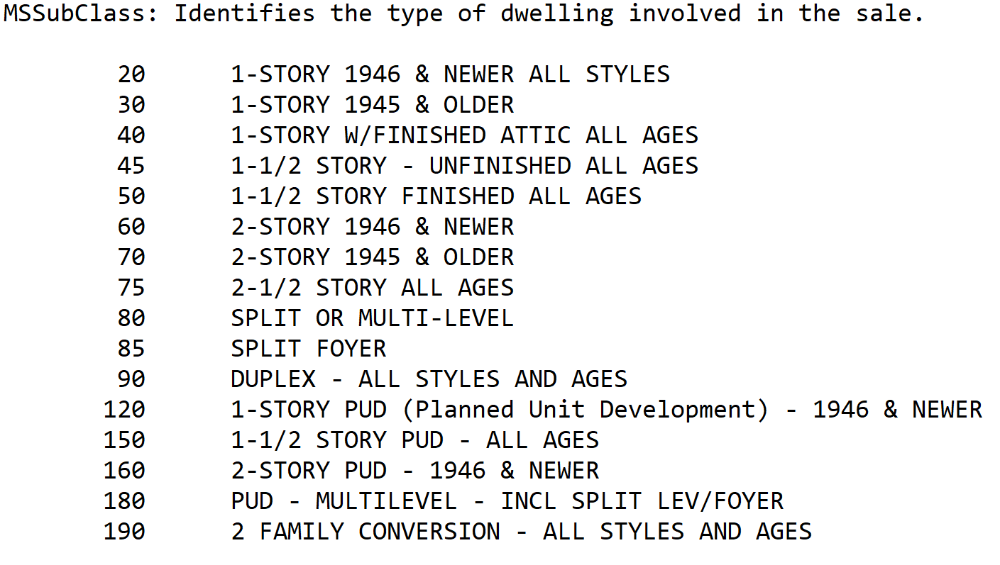 MSSubClass: Identifies the type of dwelling involved in the sale.
20 1-STORY 1946 & NEWER ALL STYLES
30 1-STORY 1945 & OLDER
40 1-STORY W/FINISHED ATTIC ALL AGES
45 1-1/2 STORY - UNFINISHED ALL AGES
50 1-1/2 STORY FINISHED ALL AGES
60 2-STORY 1946 & NEWER
70 2-STORY 1945 & OLDER
75 2-1/2 STORY ALL AGES
80 SPLIT OR MULTI-LEVEL
85 SPLIT FOYER
90 DUPLEX - ALL STYLES AND AGES
120 1-STORY PUD (Planned Unit Development) - 1946 & NEWER
150 1-1/2 STORY PUD - ALL AGES
160 2-STORY PUD - 1946 & NEWER
180 PUD - MULTILEVEL - INCL SPLIT LEV/FOYER
190 2 FAMILY CONVERSION - ALL STYLES AND AGES